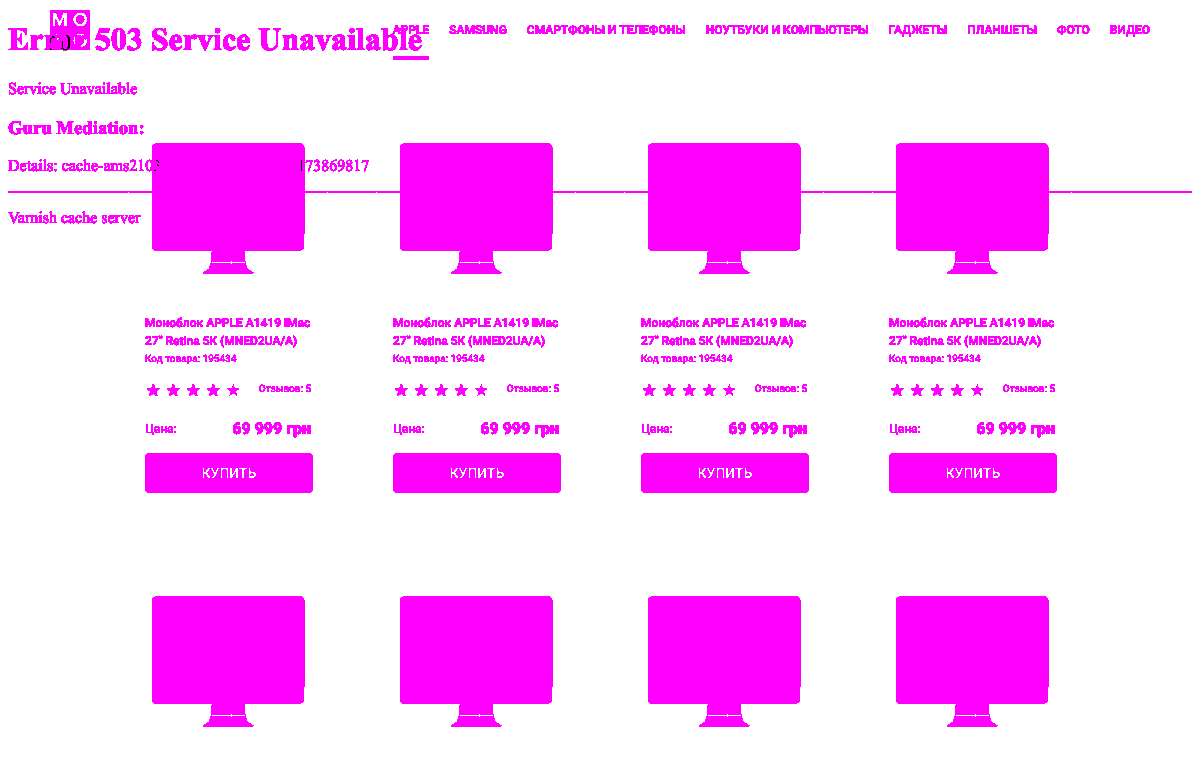 MO
APPLE SAMSUNG СМАРТФОНЫ И ТЕЛЕФОНЫ НОУТБУКИ И КОМПЬЮТЕРЫ ГАДЖЕТЫ ПЛАНШЕТЫ ФОТО ВИДЕО
Error 503 Service Unavailable
Service Unavailable
Guru Mediation:
Details: cache-ams210 173869817
Varnish cache server
Моноблок APPLE A1419 iMac Моноблок APPLE A1419 iMac Моноблок APPLE A1419 iMac Моноблок APPLE A1419 iMac
27" Retina 5K (MNED2UA/A) 27" Retina 5K (MNED2UA/A) 27" Retina 5K (MNED2UA/A) 27" Retina 5K (MNED2UA/A)
Код товара: 195434 Код товара: 195434 Код товара: 195434 Код товара: 195434
Отзывов: 5 Отзывов: 5 Отзывов: 5 Отзывов: 5
Цена: 69 999 грн Цена: 69 999 грн Цена: 69 999 грн Цена: 69 999 грн
КУПИТЬ КУПИТЬ КУПИТЬ КУПИТЬ